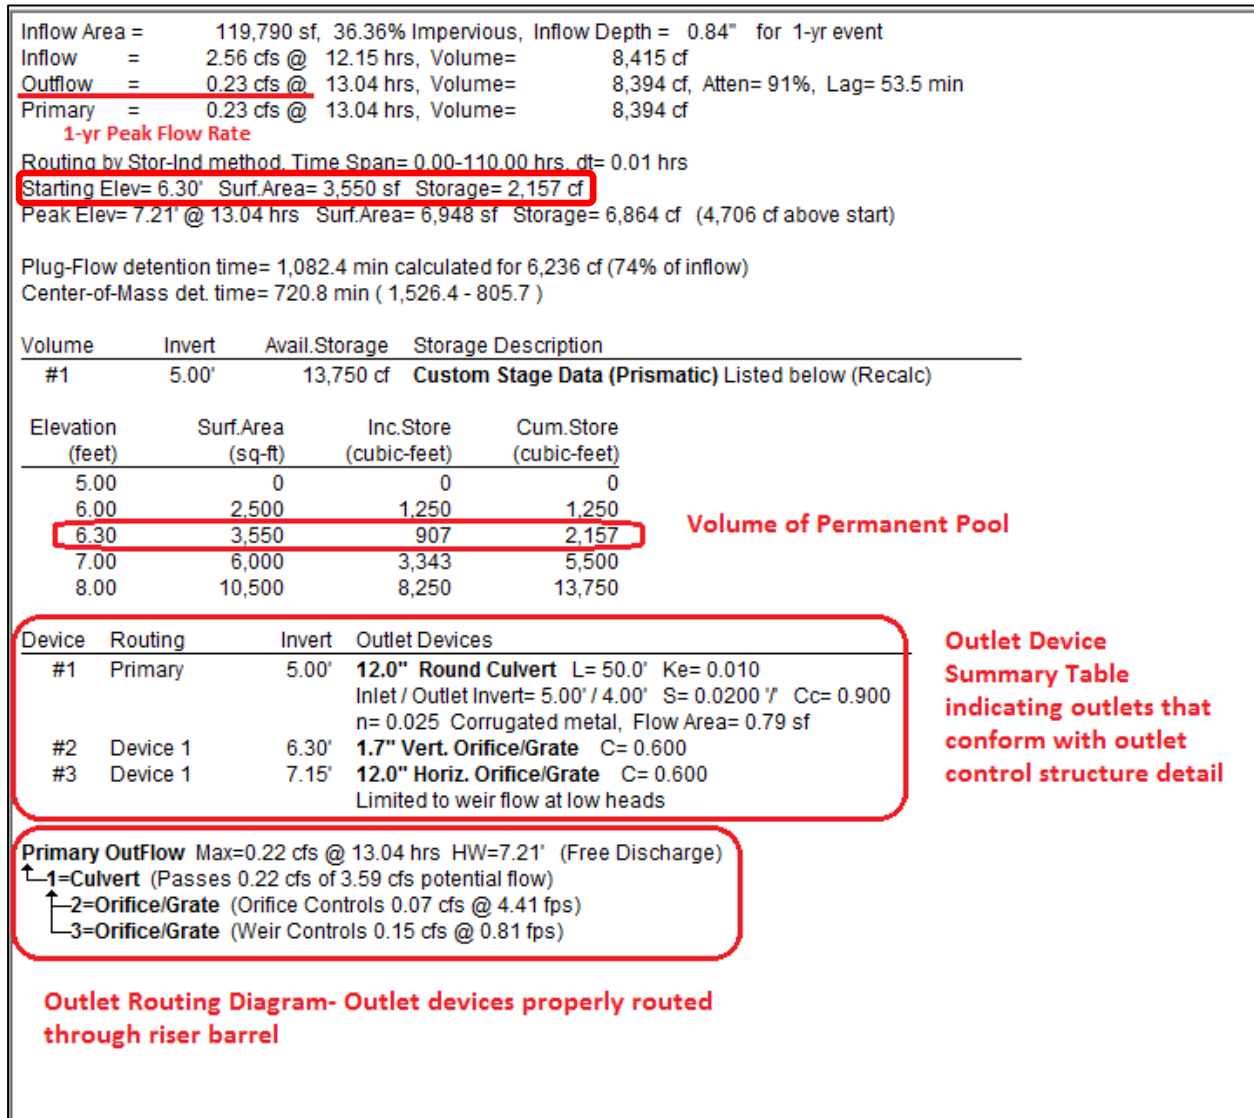 Inflow Area = 119,790 sf, 36.36% Impervious, Inflow Depth = 0.84" for 1-yr event
Inflow = 2.56 cfs @ 12.15 hrs, Volume= 8,415 cf
Outflow = 0.23 cfs @ 13.04 hrs, Volume= 8,394 cf, Atten= 91%, Lag= 53.5 min
Primary = 0.23 cfs @ 13.04 hrs, Volume= 8,394 cf
1-yr Peak Flow Rate
Routing by Stor-Ind method, Time Span= 0.00-110.00 hrs, dt= 0.01 hrs
Starting Elev= 6.30' Surf.Area= 3,550 sf Storage= 2,157 cf
Peak Elev= 7.21' @ 13.04 hrs Surf.Area= 6,948 sf Storage= 6,864 cf (4,706 cf above start)
Plug-Flow detention time= 1,082.4 min calculated for 6,236 cf (74% of inflow)
Center-of-Mass det. time= 720.8 min ( 1,526.4 - 805.7 )
Volume Invert Avail.Storage Storage Description
#1 5.00' 13,750 cf Custom Stage Data (Prismatic) Listed below (Recalc)
Elevation Surf.Area Inc.Store Cum.Store
(feet) (sq-ft) (cubic-feet) (cubic-feet)
5.00 0 0 0
6.00 2,500 1,250 1,250
6.30 3,550 907 2,157
7.00 6,000 3,343 5,500
8.00 10,500 8,250 13,750
Volume of Permanent Pool
Device Routing Invert Outlet Devices
#1 Primary 5.00' 12.0" Round Culvert L= 50.0' Ke= 0.010
Inlet / Outlet Invert= 5.00' / 4.00' S= 0.0200 '/' Cc= 0.900
n= 0.025 Corrugated metal, Flow Area= 0.79 sf
#2 Device 1 6.30' 1.7" Vert. Orifice/Grate C= 0.600
#3 Device 1 7.15' 12.0" Horiz. Orifice/Grate C= 0.600
Limited to weir flow at low heads
Outlet Device
Summary Table
indicating outlets that
conform with outlet
control structure detail
Primary OutFlow Max=0.22 cfs @ 13.04 hrs HW=7.21' (Free Discharge)
1=Culvert (Passes 0.22 cfs of 3.59 cfs potential flow)
2=Orifice/Grate (Orifice Controls 0.07 cfs @ 4.41 fps)
3=Orifice/Grate (Weir Controls 0.15 cfs @ 0.81 fps)
Outlet Routing Diagram- Outlet devices properly routed
through riser barrel